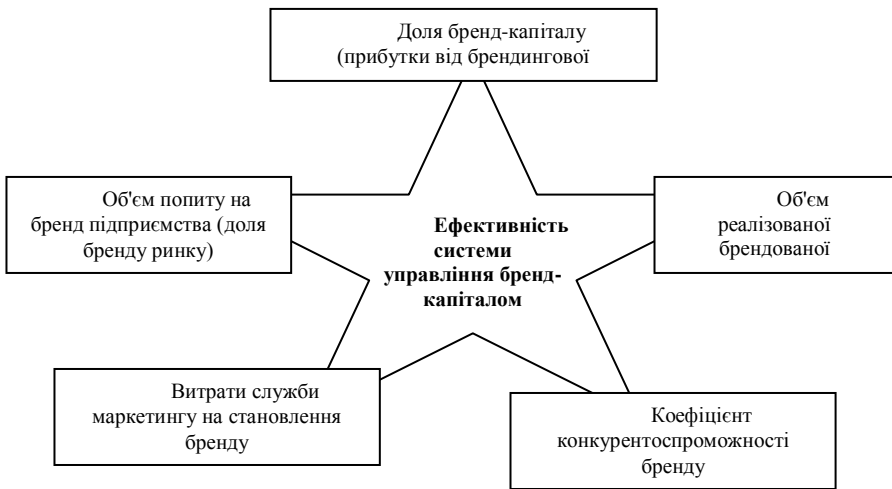 Доля бренд-капіталу
(прибутки від брендингової
Об'єм попиту на
бренд підприємства (доля
бренду ринку)
Об'єм
реалізованої
брендованої
Ефективність
системи
управління бренд-
капіталом
Витрати служби
маркетингу на становлення
бренду
Коефіцієнт
конкурентоспроможності
бренду